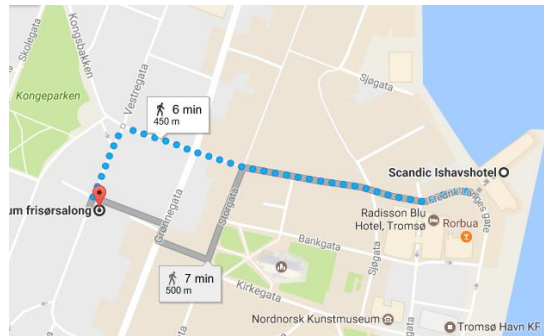 Skolegata
Kongsbakken
Sjøgata
Kongeparken
Vestregata
6 min
450 m
Scandic Ishavshotel
Fredrik Langes gate
um frisørsalong
Grønnegata
Storgata
Radisson Blu
Hotel, Tromsø
Rorbua
Bankgata
Sjøgata
7 min
500 m
Kirkegata
Nordnorsk Kunstmuseum
Tromsø Havn KF